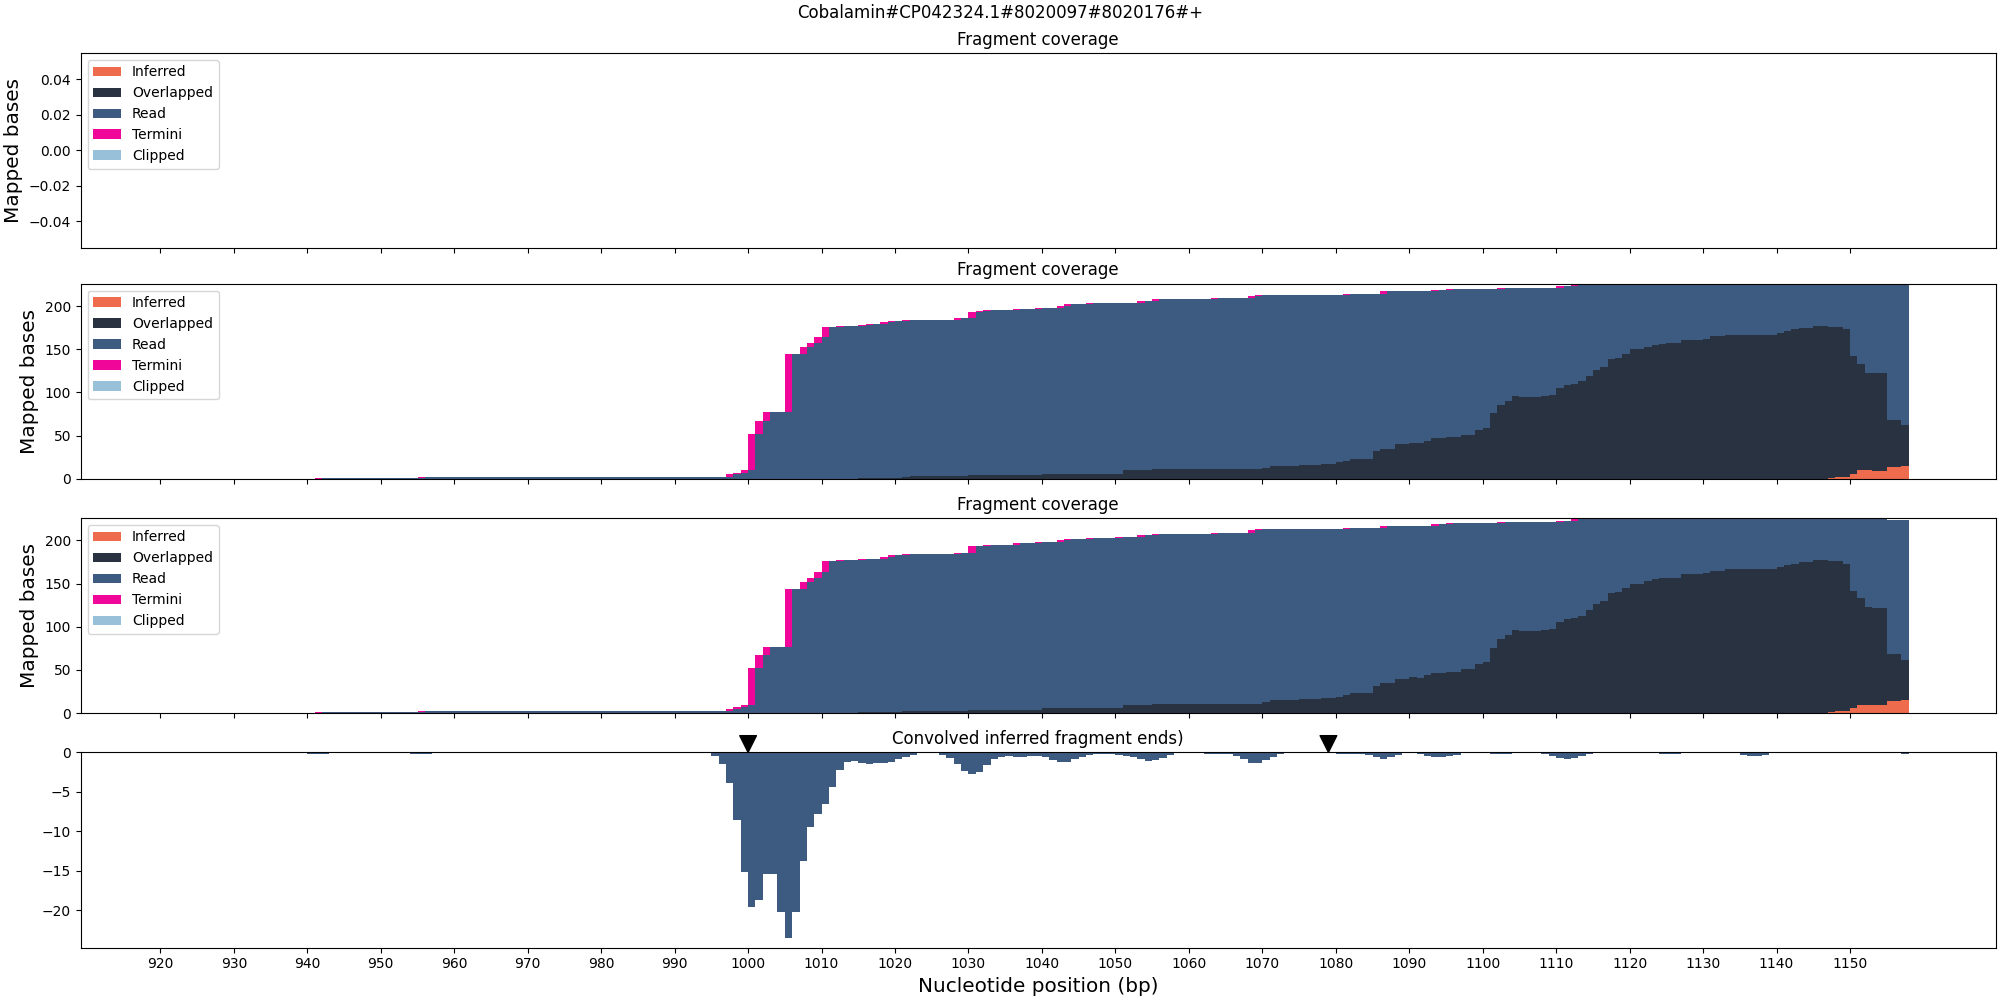 Cobalamin#CP042324.1#8020097#8020176#+
Fragment coverage
Mapped bases
0.04
0.02
0.00
−0.02
−0.04
Inferred
Overlapped
Read
Termini
Clipped
Fragment coverage
Mapped bases
200
150
100
50
0
Inferred
Overlapped
Read
Termini
Clipped
Fragment coverage
Mapped bases
200
150
100
50
0
Inferred
Overlapped
Read
Termini
Clipped
Convolved inferred fragment ends)
0
−5
−10
−15
−20
920 930 940 950 960 970 980 990 1000 1010 1020 1030 1040 1050 1060 1070 1080 1090 1100 1110 1120 1130 1140 1150
Nucleotide position (bp)